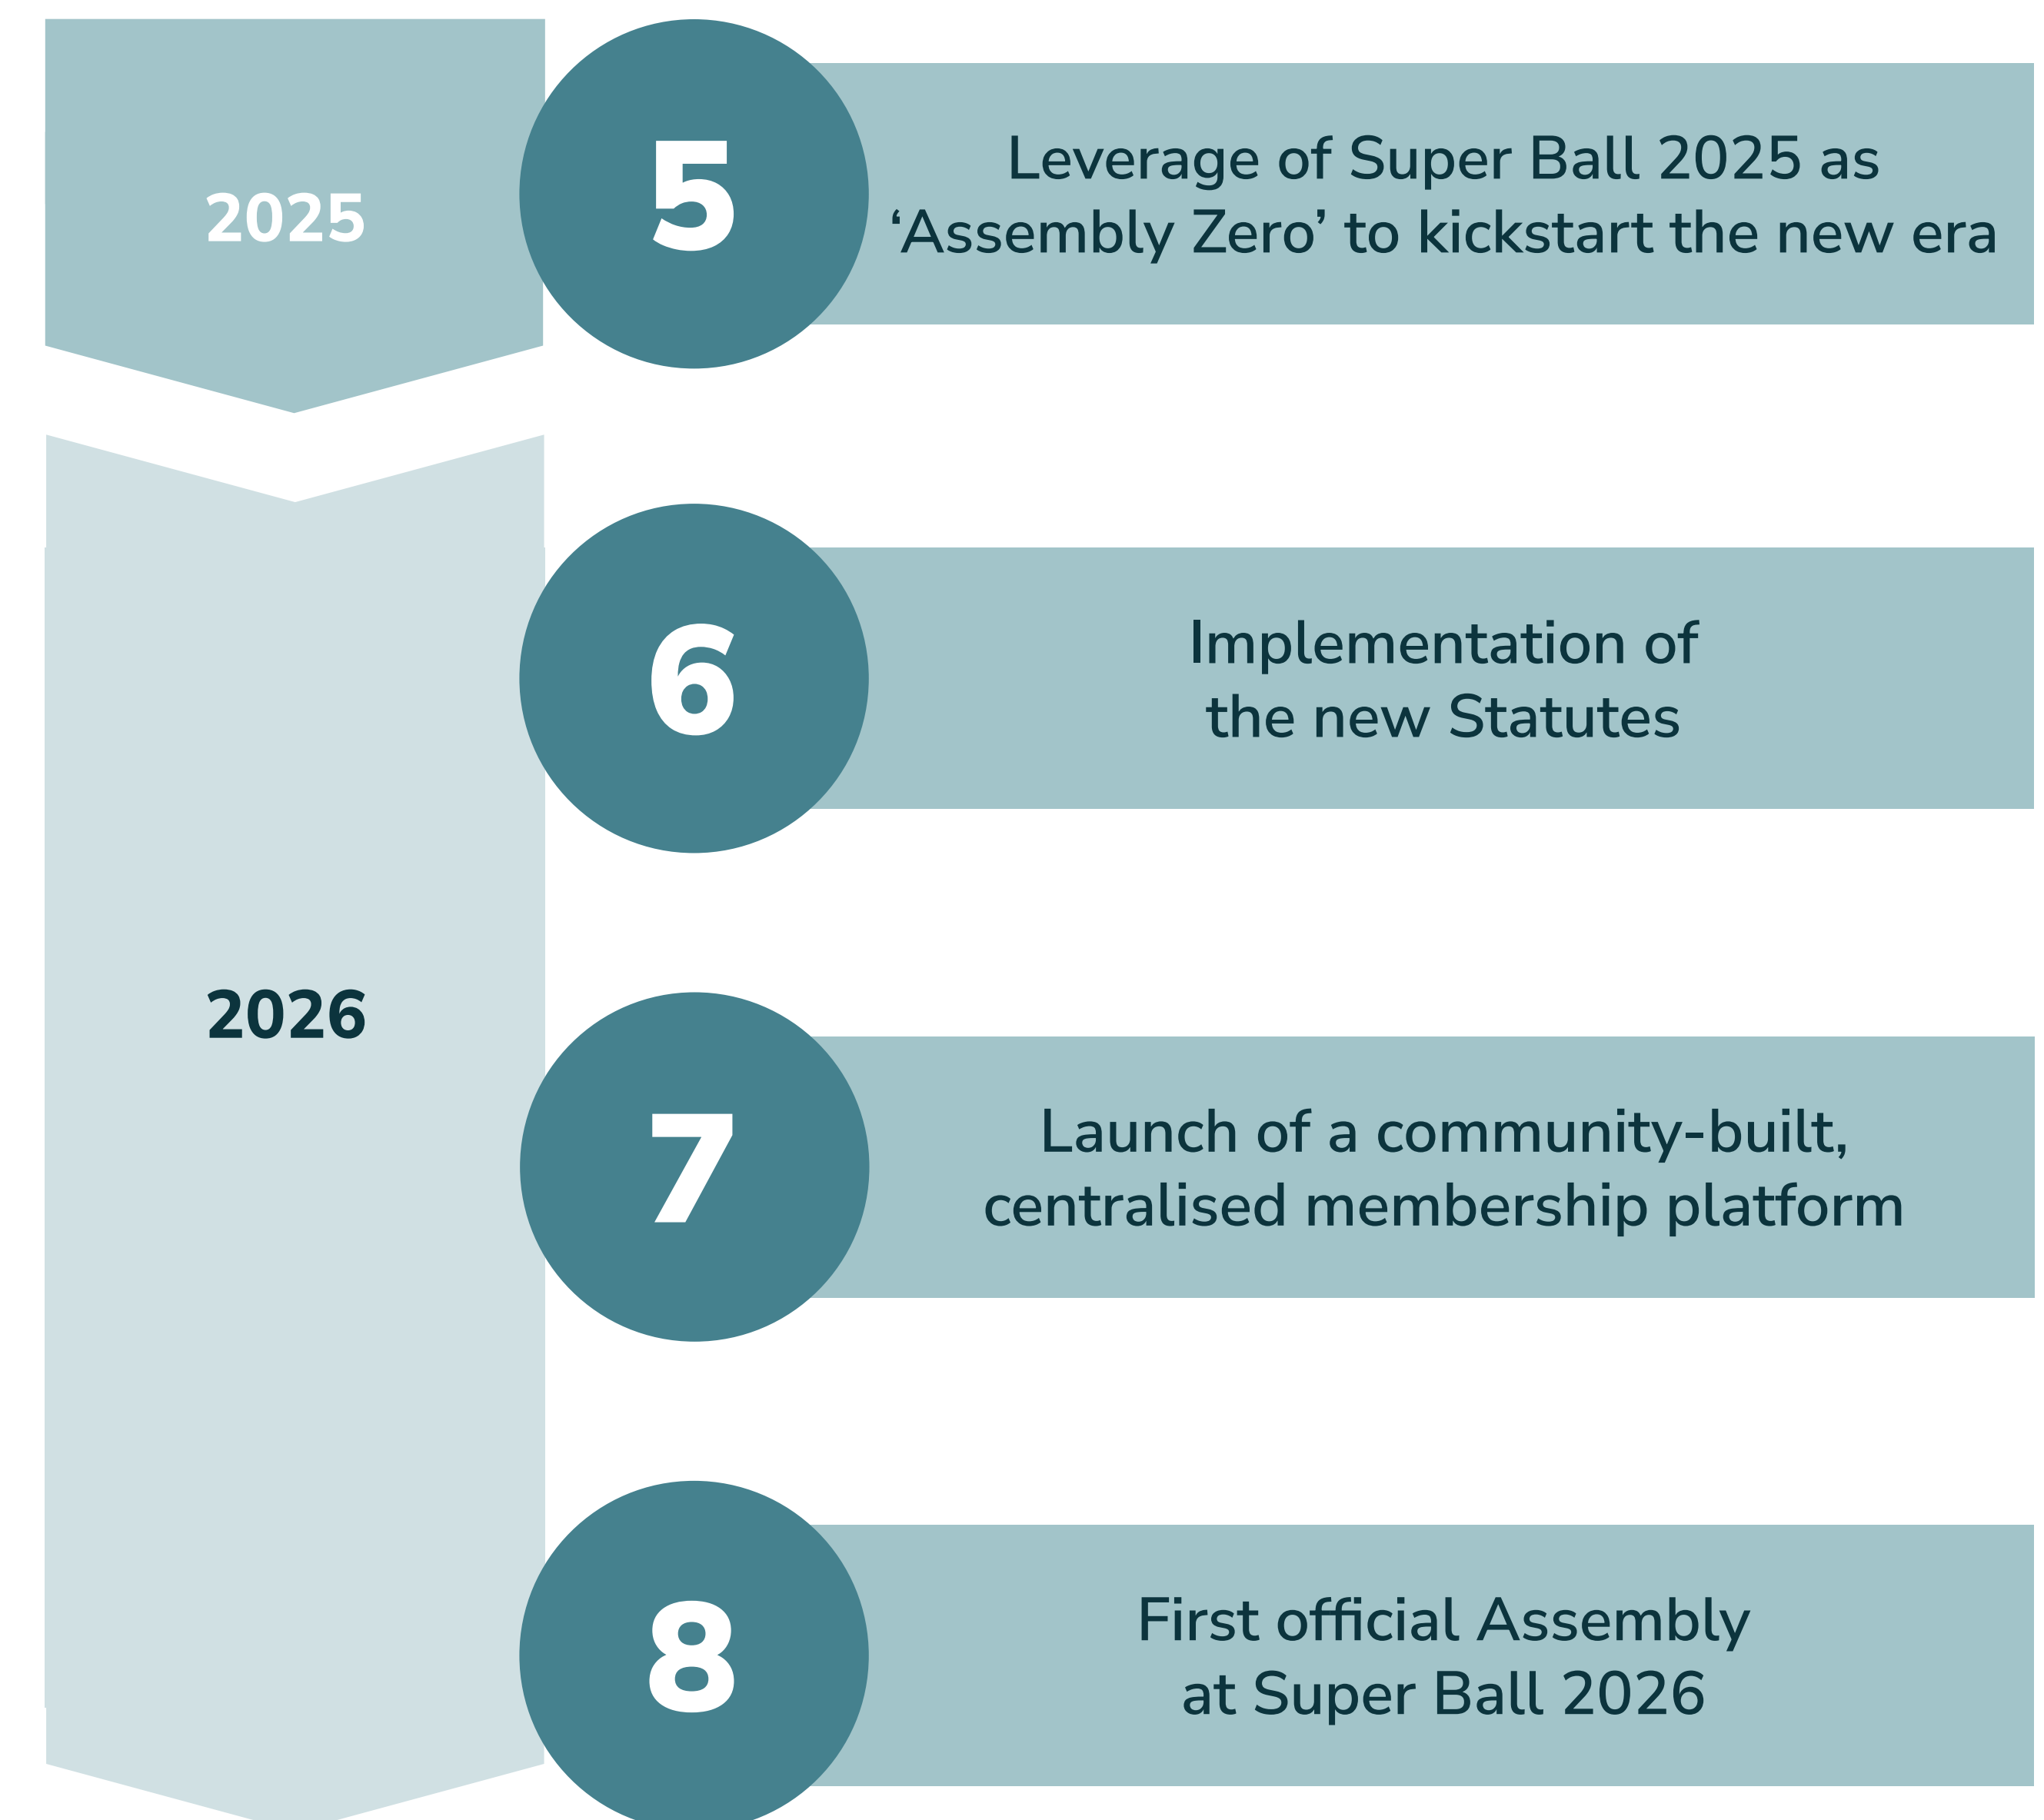 2025
5
Leverage of Super Ball 2025 as
‘Assembly Zero’ to kickstart the new era
2026
6
Implementation of
the new Statutes
7
Launch of a community-built,
centralised membership platform
8
First official Assembly
at Super Ball 2026